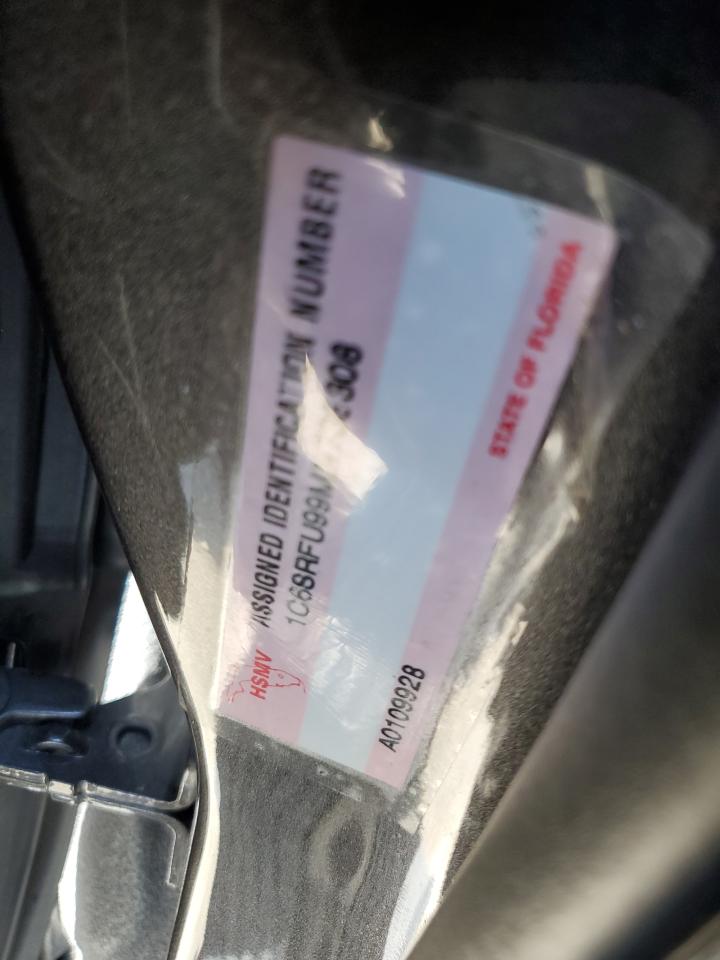 ASSIGNED IDENTIFICATION NUMBER
HSMV
A0109928
STATE OF FLORIDA